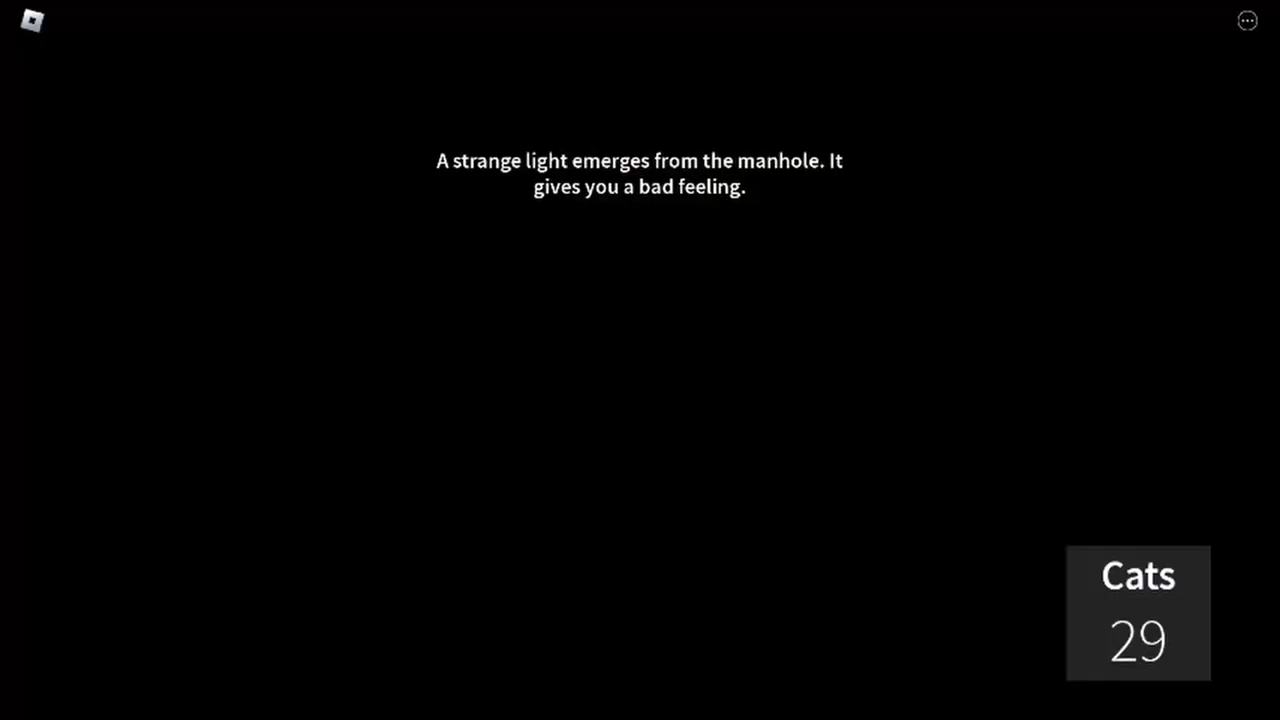 A strange light emerges from the manhole. It
gives you a bad feeling.
Cats
29